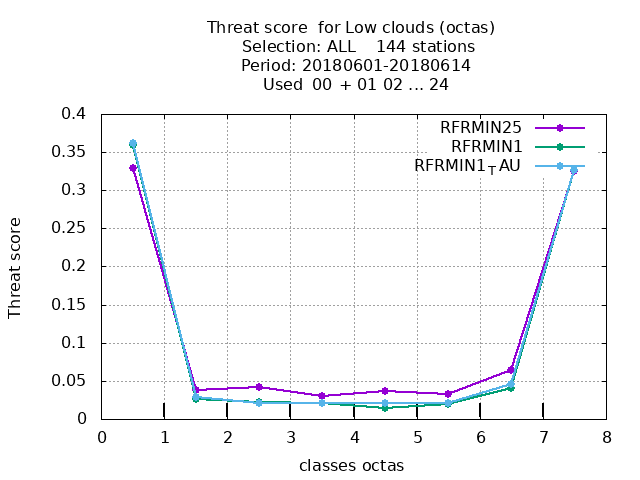 Threat score  for Low clouds (octas)
Selection: ALL    144 stations
Period: 20180601-20180614
Used  00 + 01 02 ... 24
0.4
RFRMIN25
RFRMIN1
0.35
RFRMIN1TAU
0.3
0.25
Threat score
0.2
0.15
0.1
0.05
0
0 1 2 3 4 5 6 7 8
classes octas